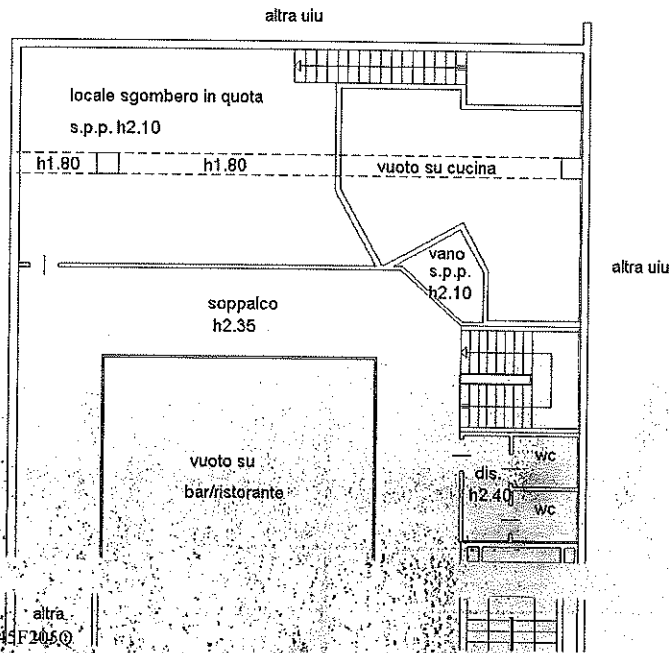 altra uiu
locale sgombero in quota
s.p.p. h2.10
h1.80
h1.80
vuoto su cucina
vano
s.p.p.
h2.10
altra uiu
soppalco
h2.35
vuoto su
bar/ristorante
wc
dis.
h2.40
wc
altra